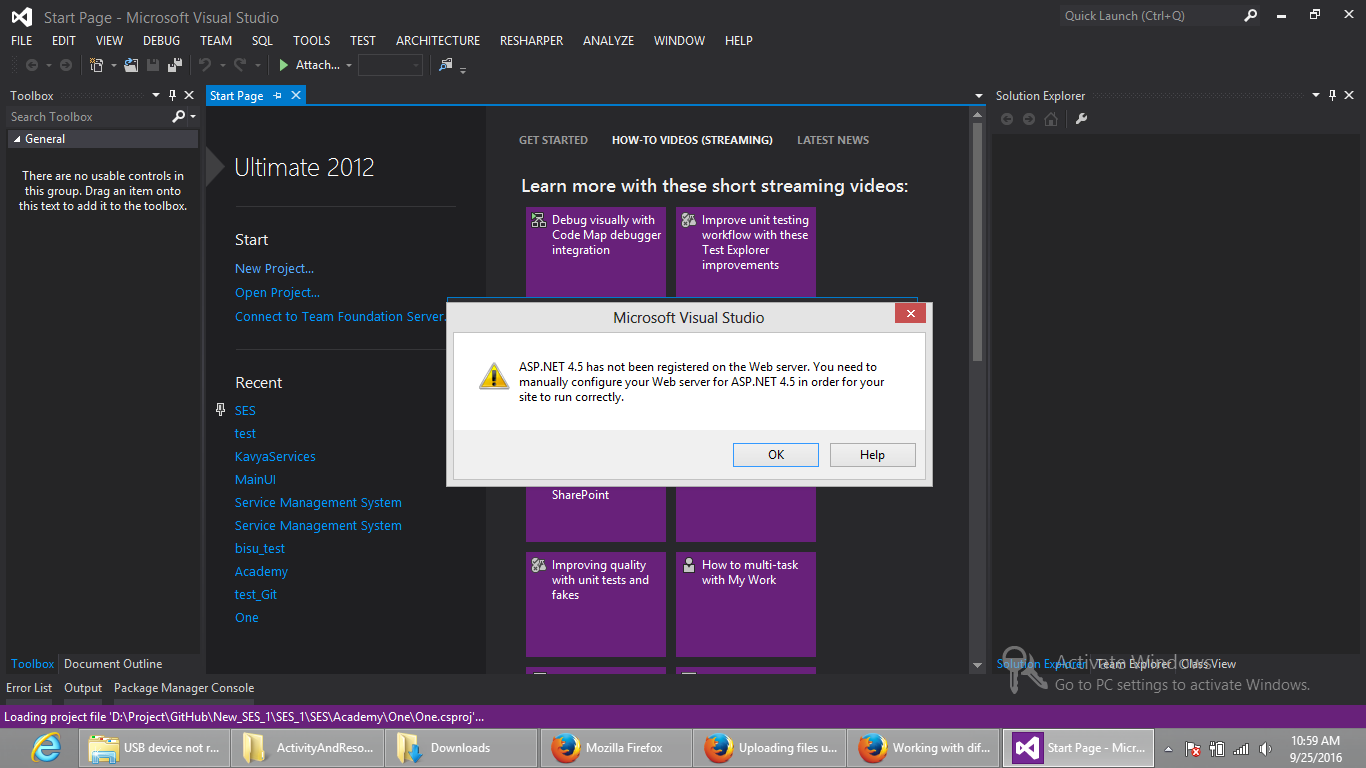 Start Page - Microsoft Visual Studio
Quick Launch (Ctrl+Q)
FILE EDIT VIEW DEBUG TEAM SQL TOOLS TEST ARCHITECTURE RESHARPER ANALYZE WINDOW HELP
Attach...
Toolbox
Search Toolbox
General
There are no usable controls in
this group. Drag an item onto
this text to add it to the toolbox.
Toolbox Document Outline
Start Page
Ultimate 2012
Start
New Project...
Open Project...
Connect to Team Foundation Server.
Recent
SES
test
KavyaServices
MainUI
Service Management System
Service Management System
bisu_test
Academy
test_Git
One
GET STARTED HOW-TO VIDEOS (STREAMING) LATEST NEWS
Learn more with these short streaming videos:
Debug visually with
Code Map debugger
integration
Improve unit testing
workflow with these
Test Explorer
improvements
Microsoft Visual Studio
ASP.NET 4.5 has not been registered on the Web server. You need to
manually configure your Web server for ASP.NET 4.5 in order for your
site to run correctly.
OK Help
SharePoint
Improving quality
with unit tests and
fakes
How to multi-task
with My Work
Solution Explorer
Solution Explorer Team Explorer Class View
Activate Windows
Go to PC settings to activate Windows.
Error List Output Package Manager Console
Loading project file 'D:\Project\GitHub\New_SES_1\SES_1\SES\Academy\One\One.csproj'...
USB device not r... ActivityAndReso... Downloads Mozilla Firefox Uploading files u... Working with dif... Start Page - Micr...
10:59 AM
9/25/2016